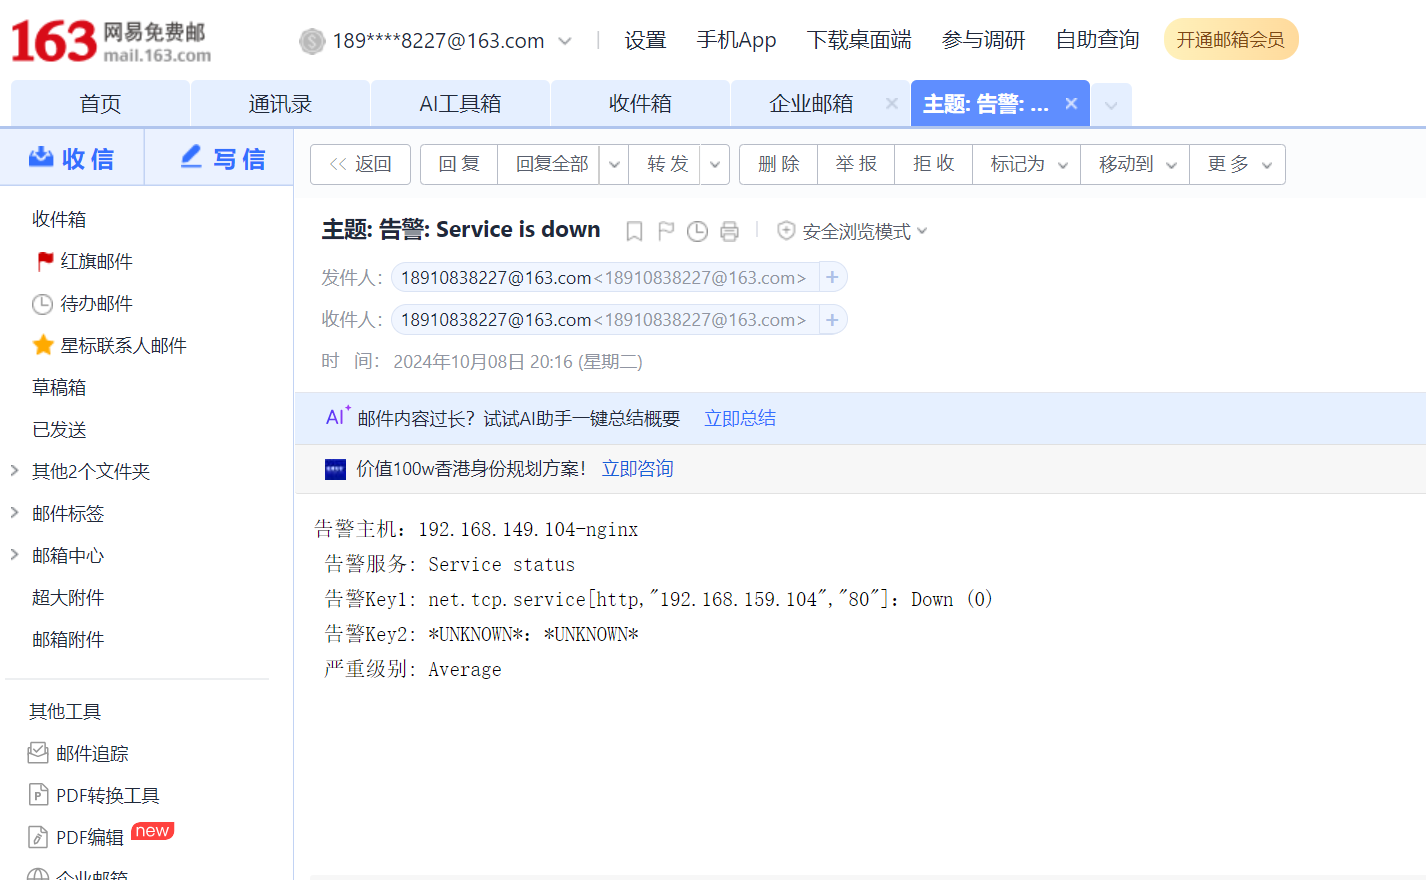 163 网易免费邮
mail.163.com
189****8227@163.com
设置 手机App 下载桌面端 参与调研 自助查询 开通邮箱会员
首页 通讯录 AI工具箱 收件箱 企业邮箱 × 主题: 告警: ... ×
收信 写信
<< 返回 回复 回复全部 转发 删除 举报 拒收 标记为 移动到 更多
收件箱
红旗邮件
待办邮件
星标联系人邮件
草稿箱
已发送
其他2个文件夹
邮件标签
邮箱中心
超大附件
邮箱附件
其他工具
邮件追踪
PDF转换工具
PDF编辑 new
企业邮箱
主题: 告警: Service is down 安全浏览模式
发件人： 18910838227@163.com<18910838227@163.com> +
收件人： 18910838227@163.com<18910838227@163.com> +
时 间： 2024年10月08日 20:16 (星期二)
AI+ 邮件内容过长？试试AI助手一键总结概要 立即总结
价值100w香港身份规划方案！ 立即咨询
告警主机：192.168.149.104-nginx
告警服务: Service status
告警Key1: net.tcp.service[http,"192.168.159.104","80"]：Down (0)
告警Key2: *UNKNOWN*：*UNKNOWN*
严重级别: Average